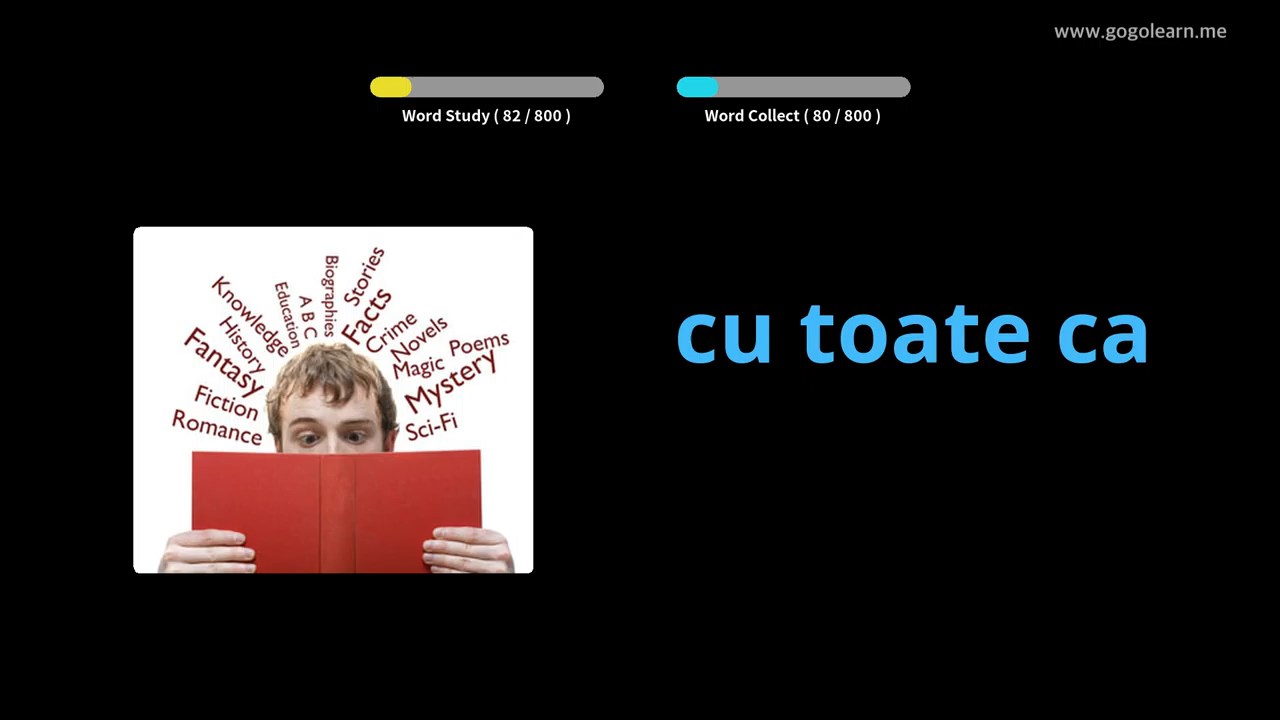 www.gogolearn.me
Word Study ( 82 / 800 )
Word Collect ( 80 / 800 )
cu toate ca
Stories
Biographies
Facts
A B C
Education
Knowledge
Crime
Novels
History
Poems
Magic
Fantasy
Mystery
Fiction
Sci-Fi
Romance